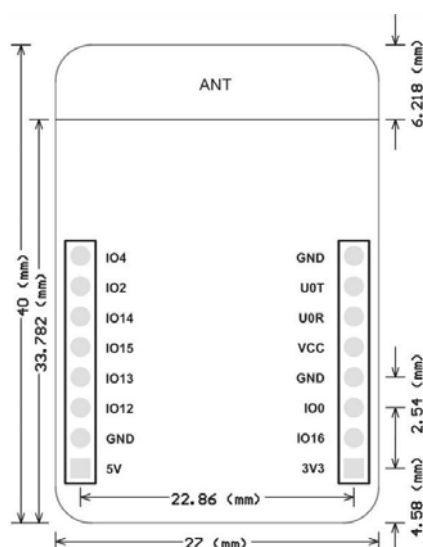 ANT
6.218 (mm)
40 (mm)
33.782 (mm)
IO4 GND
IO2 U0T
IO14 U0R
IO15 VCC
IO13 GND
IO12 IO0
GND IO16
5V 3V3
2.54 (mm)
22.86 (mm)
4.58 (mm)
27 (mm)